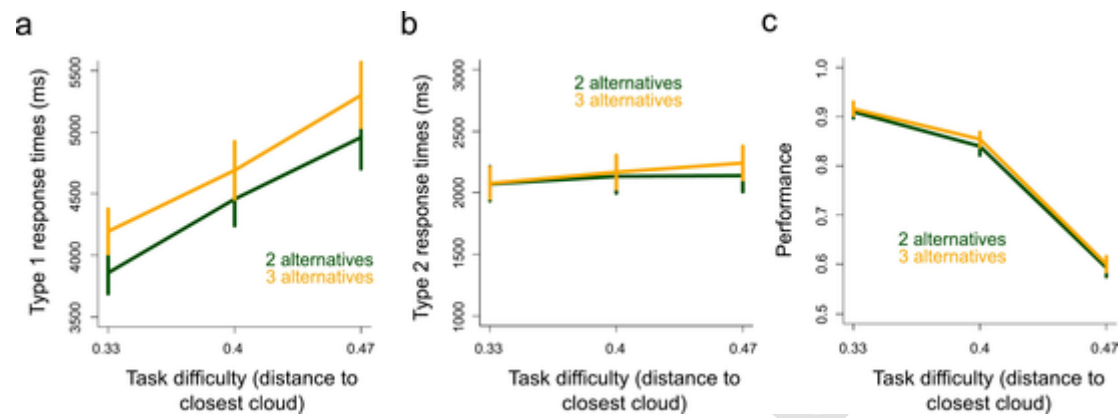 a
Type 1 response times (ms)
5500
5000
4500
4000
3500
2 alternatives
3 alternatives
0.33
0.4
0.47
Task difficulty (distance to
closest cloud)
b
Type 2 response times (ms)
3000
2500
2000
1500
1000
2 alternatives
3 alternatives
0.33
0.4
0.47
Task difficulty (distance to
closest cloud)
c
Performance
1.0
0.9
0.8
0.7
0.6
0.5
2 alternatives
3 alternatives
0.33
0.4
0.47
Task difficulty (distance to
closest cloud)